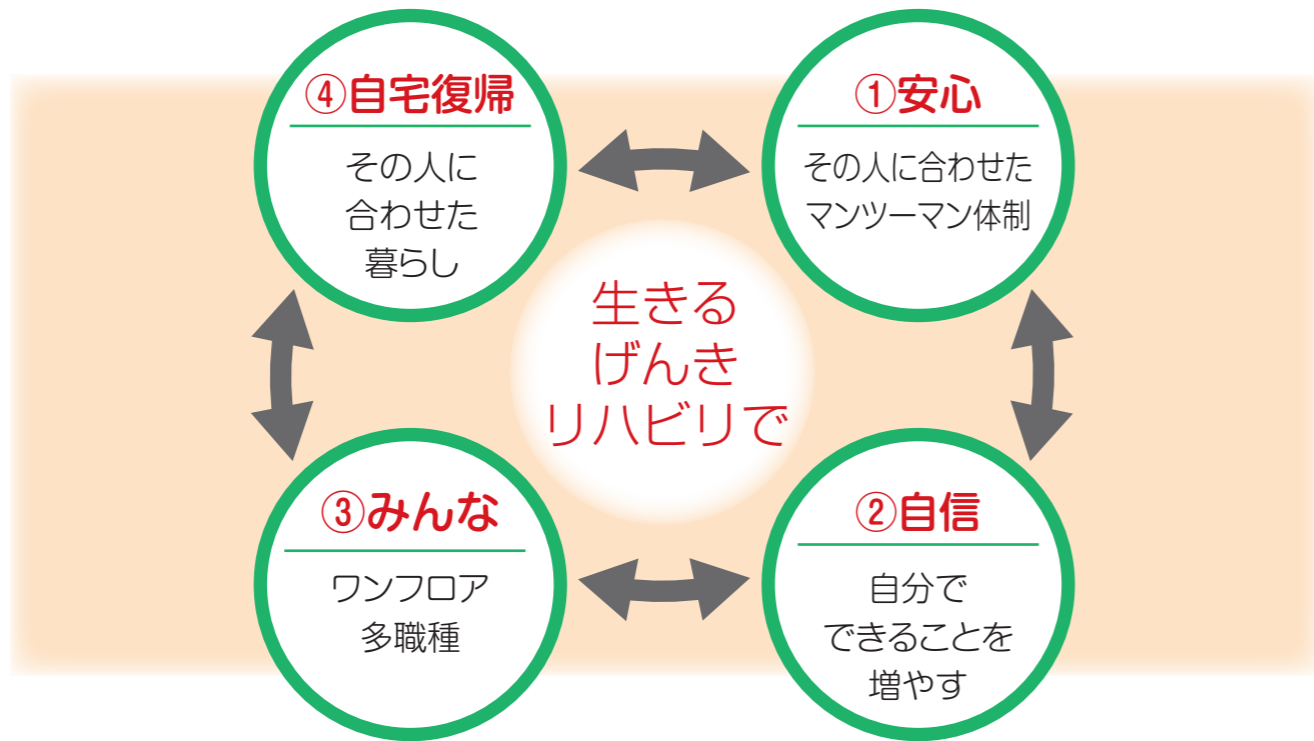 ④自宅復帰
その人に
合わせた
暮らし
①安心
その人に合わせた
マンツーマン体制
生きる
げんき
リハビリで
③みんな
ワンフロア
多職種
②自信
自分で
できることを
増やす